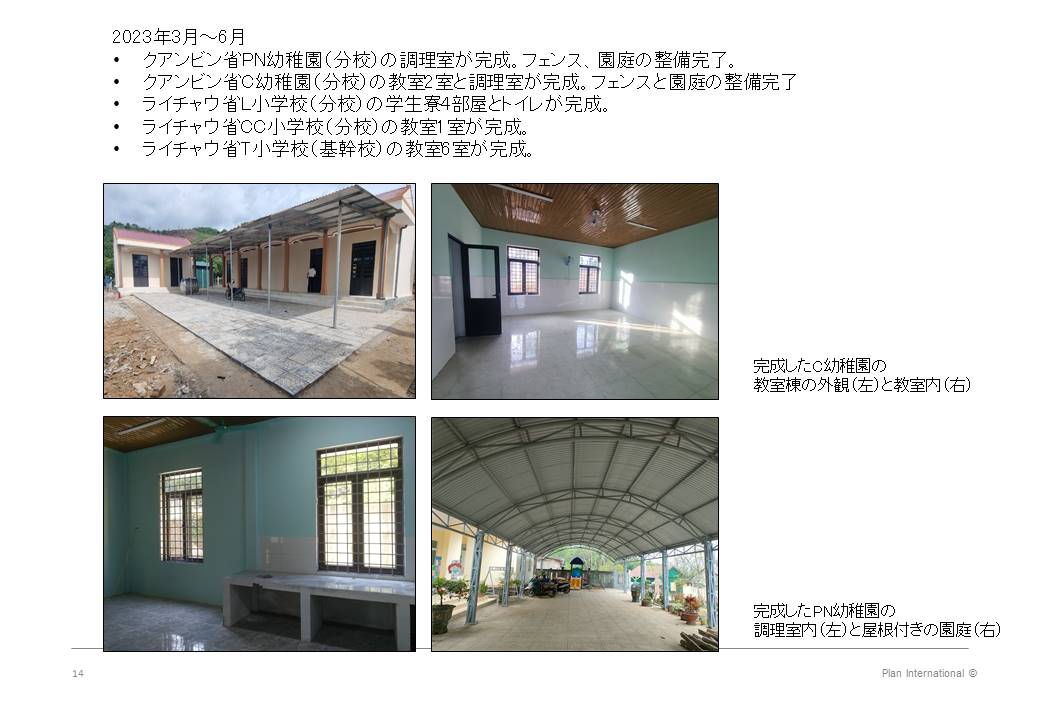 2023年3月～6月
• クアンビン省PN幼稚園（分校）の調理室が完成。フェンス、園庭の整備完了。
• クアンビン省C幼稚園（分校）の教室2室と調理室が完成。フェンスと園庭の整備完了
• ライチャウ省L小学校（分校）の学生寮4部屋とトイレが完成。
• ライチャウ省CC小学校（分校）の教室1室が完成。
• ライチャウ省T小学校（基幹校）の教室6室が完成。
完成したC幼稚園の
教室棟の外観（左）と教室内（右）
完成したPN幼稚園の
調理室内（左）と屋根付きの園庭（右）
14
Plan International ©